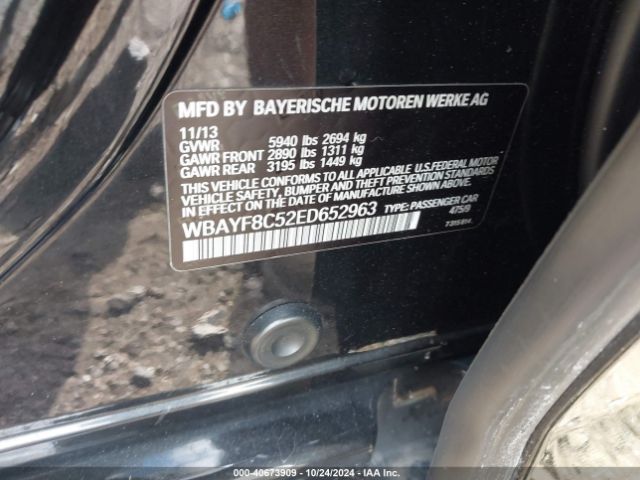 MFD BY BAYERISCHE MOTOREN WERKE AG
11/13
GVWR 5940 lbs 2694 kg
GAWR FRONT 2890 lbs 1311 kg
GAWR REAR 3195 lbs 1449 kg
THIS VEHICLE CONFORMS TO ALL APPLICABLE U.S.FEDERAL MOTOR
VEHICLE SAFETY, BUMPER AND THEFT PREVENTION STANDARDS IN
EFFECT ON THE DATE OF MANUFACTURE SHOWN ABOVE.
WBAYF8C52ED652963 TYPE: PASSENGER CAR
475/9
Stock: 40673909 - 10/24/2024 - IAA Inc.